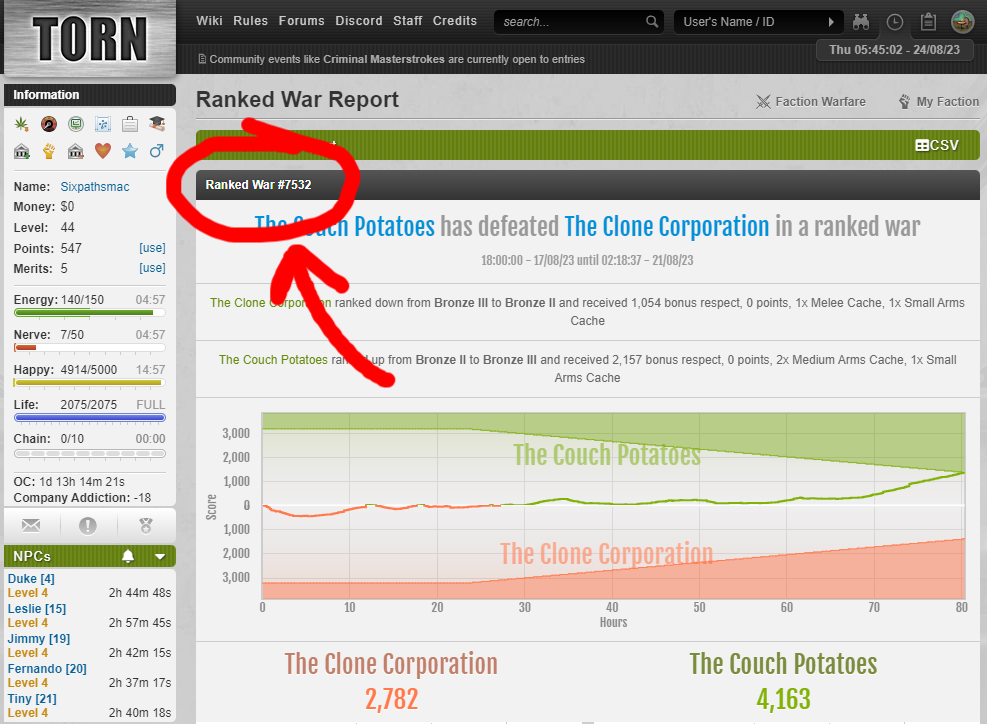 TORN
Wiki Rules Forums Discord Staff Credits
search...
User's Name / ID
Thu 05:45:02 - 24/08/23
Community events like Criminal Masterstrokes are currently open to entries
Information
Name: Sixpathsmac
Money: $0
Level: 44
Points: 547 [use]
Merits: 5 [use]
Energy: 140/150 04:57
Nerve: 7/50 04:57
Happy: 4914/5000 14:57
Life: 2075/2075 FULL
Chain: 0/10 00:00
OC: 1d 13h 14m 21s
Company Addiction: -18
NPCs
Duke [4]
Level 4 2h 44m 48s
Leslie [15]
Level 4 2h 57m 45s
Jimmy [19]
Level 4 2h 42m 15s
Fernando [20]
Level 4 2h 37m 17s
Tiny [21]
Level 4 2h 40m 18s
Ranked War Report
Faction Warfare
My Faction
CSV
Ranked War #7532
The Couch Potatoes has defeated The Clone Corporation in a ranked war
18:00:00 - 17/08/23 until 02:18:37 - 21/08/23
The Clone Corporation ranked down from Bronze III to Bronze II and received 1,054 bonus respect, 0 points, 1x Melee Cache, 1x Small Arms
Cache
The Couch Potatoes ranked up from Bronze II to Bronze III and received 2,157 bonus respect, 0 points, 2x Medium Arms Cache, 1x Small
Arms Cache
3,000
2,000
1,000
0
1,000
2,000
3,000
Score
The Couch Potatoes
The Clone Corporation
0 10 20 30 40 50 60 70 80
Hours
The Clone Corporation
2,782
The Couch Potatoes
4,163